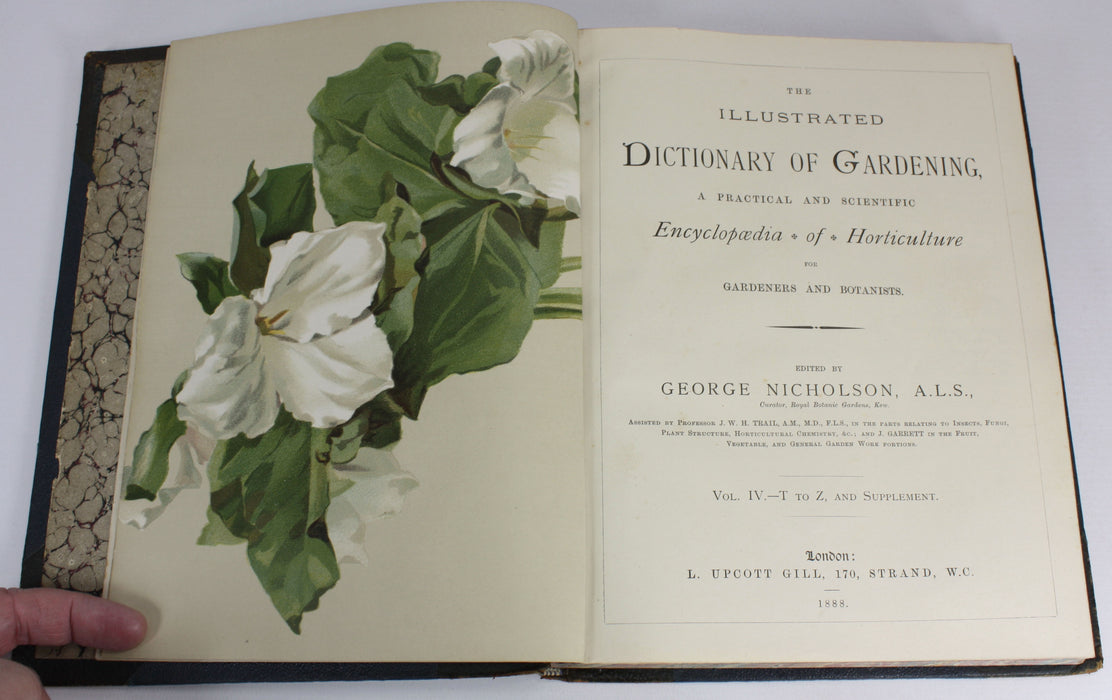 THE
ILLUSTRATED
DICTIONARY OF GARDENING,
A PRACTICAL AND SCIENTIFIC
Encyclopædia of Horticulture
FOR
GARDENERS AND BOTANISTS.
EDITED BY
GEORGE NICHOLSON, A.L.S.,
Curator, Royal Botanic Gardens, Kew.
ASSISTED BY PROFESSOR J. W. H. TRAIL, A.M., M.D., F.L.S., IN THE PARTS RELATING TO INSECTS, FUNGI,
PLANT STRUCTURE, HORTICULTURAL CHEMISTRY, &C.; AND J. GARRETT IN THE FRUIT,
VEGETABLE, AND GENERAL GARDEN WORK PORTIONS.
VOL. IV.—T TO Z, AND SUPPLEMENT.
London:
L. UPCOTT GILL, 170, STRAND, W.C.
1888.